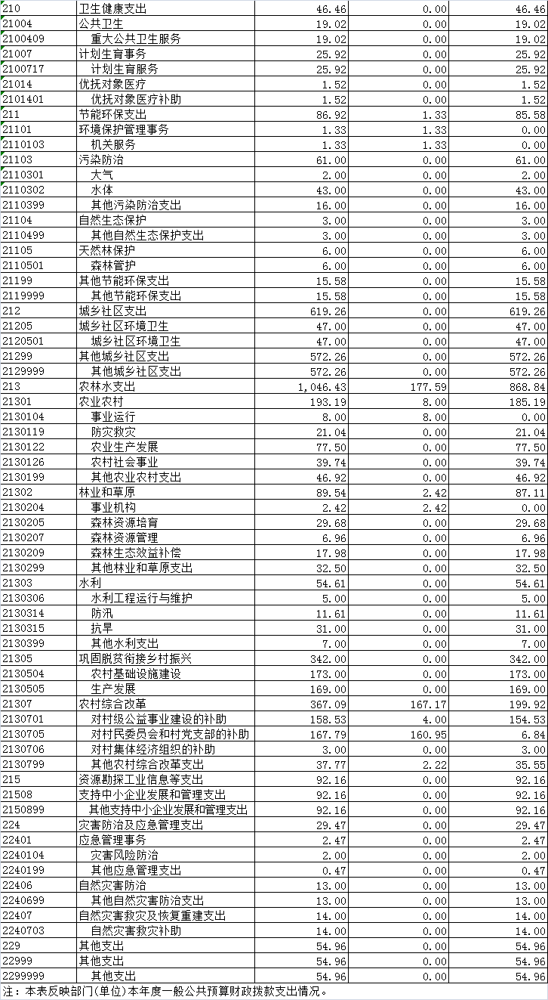 210 卫生健康支出 46.46 0.00 46.46
21004 公共卫生 19.02 0.00 19.02
2100409 重大公共卫生服务 19.02 0.00 19.02
21007 计划生育事务 25.92 0.00 25.92
2100717 计划生育服务 25.92 0.00 25.92
21014 优抚对象医疗 1.52 0.00 1.52
2101401 优抚对象医疗补助 1.52 0.00 1.52
211 节能环保支出 86.92 1.33 85.58
21101 环境保护管理事务 1.33 1.33 0.00
2110103 机关服务 1.33 1.33 0.00
21103 污染防治 61.00 0.00 61.00
2110301 大气 2.00 0.00 2.00
2110302 水体 43.00 0.00 43.00
2110399 其他污染防治支出 16.00 0.00 16.00
21104 自然生态保护 3.00 0.00 3.00
2110499 其他自然生态保护支出 3.00 0.00 3.00
21105 天然林保护 6.00 0.00 6.00
2110501 森林管护 6.00 0.00 6.00
21199 其他节能环保支出 15.58 0.00 15.58
2119999 其他节能环保支出 15.58 0.00 15.58
212 城乡社区支出 619.26 0.00 619.26
21205 城乡社区环境卫生 47.00 0.00 47.00
2120501 城乡社区环境卫生 47.00 0.00 47.00
21299 其他城乡社区支出 572.26 0.00 572.26
2129999 其他城乡社区支出 572.26 0.00 572.26
213 农林水支出 1,046.43 177.59 868.84
21301 农业农村 193.19 8.00 185.19
2130104 事业运行 8.00 8.00 0.00
2130119 防灾救灾 21.04 0.00 21.04
2130122 农业生产发展 77.50 0.00 77.50
2130126 农村社会事业 39.74 0.00 39.74
2130199 其他农业农村支出 46.92 0.00 46.92
21302 林业和草原 89.54 2.42 87.11
2130204 事业机构 2.42 2.42 0.00
2130205 森林资源培育 29.68 0.00 29.68
2130207 森林资源管理 6.96 0.00 6.96
2130209 森林生态效益补偿 17.98 0.00 17.98
2130299 其他林业和草原支出 32.50 0.00 32.50
21303 水利 54.61 0.00 54.61
2130306 水利工程运行与维护 5.00 0.00 5.00
2130314 防汛 11.61 0.00 11.61
2130315 抗旱 31.00 0.00 31.00
2130399 其他水利支出 7.00 0.00 7.00
21305 巩固脱贫衔接乡村振兴 342.00 0.00 342.00
2130504 农村基础设施建设 173.00 0.00 173.00
2130505 生产发展 169.00 0.00 169.00
21307 农村综合改革 367.09 167.17 199.92
2130701 对村级公益事业建设的补助 158.53 4.00 154.53
2130705 对村民委员会和村党支部的补助 167.79 160.95 6.84
2130706 对村集体经济组织的补助 3.00 0.00 3.00
2130799 其他农村综合改革支出 37.77 2.22 35.55
215 资源勘探工业信息等支出 92.16 0.00 92.16
21508 支持中小企业发展和管理支出 92.16 0.00 92.16
2150899 其他支持中小企业发展和管理支出 92.16 0.00 92.16
224 灾害防治及应急管理支出 29.47 0.00 29.47
22401 应急管理事务 2.47 0.00 2.47
2240104 灾害风险防治 2.00 0.00 2.00
2240199 其他应急管理支出 0.47 0.00 0.47
22406 自然灾害防治 13.00 0.00 13.00
2240699 其他自然灾害防治支出 13.00 0.00 13.00
22407 自然灾害救灾及恢复重建支出 14.00 0.00 14.00
2240703 自然灾害救灾补助 14.00 0.00 14.00
229 其他支出 54.96 0.00 54.96
22999 其他支出 54.96 0.00 54.96
2299999 其他支出 54.96 0.00 54.96
注：本表反映部门(单位)本年度一般公共预算财政拨款支出情况。